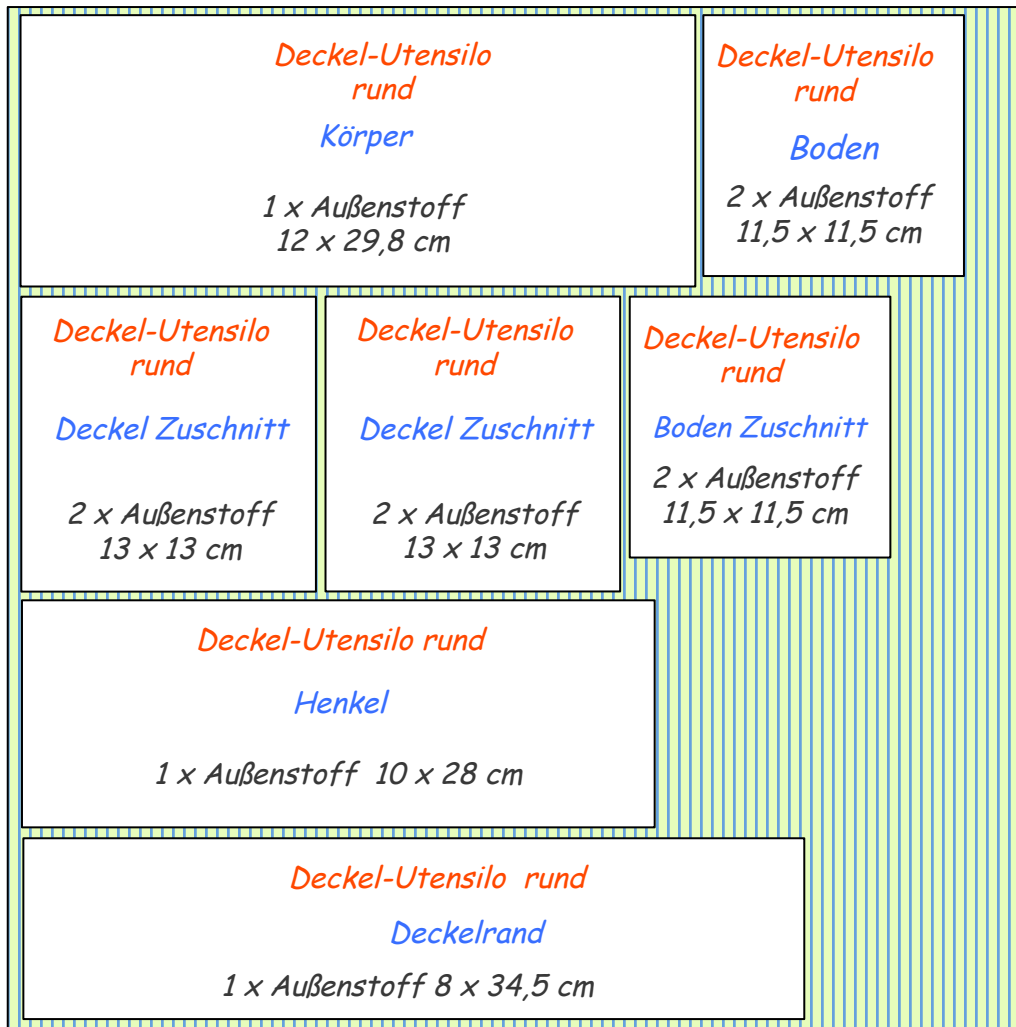 Deckel-Utensilo
rund
Körper
1 x Außenstoff
12 x 29,8 cm
Deckel-Utensilo
rund
Boden
2 x Außenstoff
11,5 x 11,5 cm
Deckel-Utensilo
rund
Deckel Zuschnitt
2 x Außenstoff
13 x 13 cm
Deckel-Utensilo
rund
Deckel Zuschnitt
2 x Außenstoff
13 x 13 cm
Deckel-Utensilo
rund
Boden Zuschnitt
2 x Außenstoff
11,5 x 11,5 cm
Deckel-Utensilo rund
Henkel
1 x Außenstoff 10 x 28 cm
Deckel-Utensilo rund
Deckelrand
1 x Außenstoff 8 x 34,5 cm